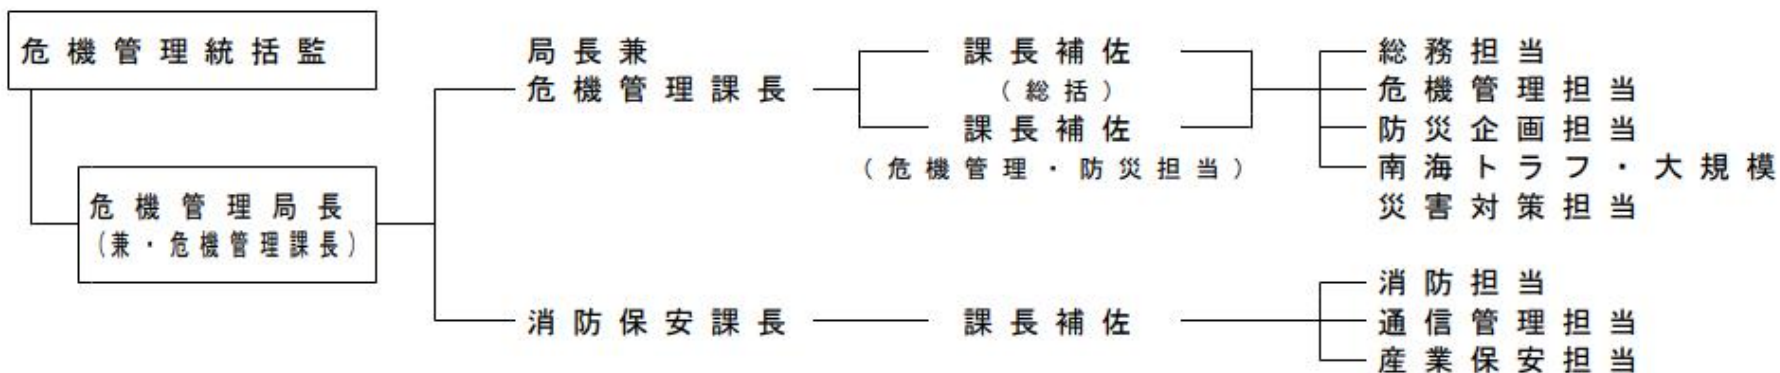 危機管理統括監
危機管理局長
(兼・危機管理課長)
局長兼
危機管理課長
課長補佐
(総括)
課長補佐
(危機管理・防災担当)
総務担当
危機管理担当
防災企画担当
南海トラフ・大規模
災害対策担当
消防保安課長
課長補佐
消防担当
通信管理担当
産業保安担当